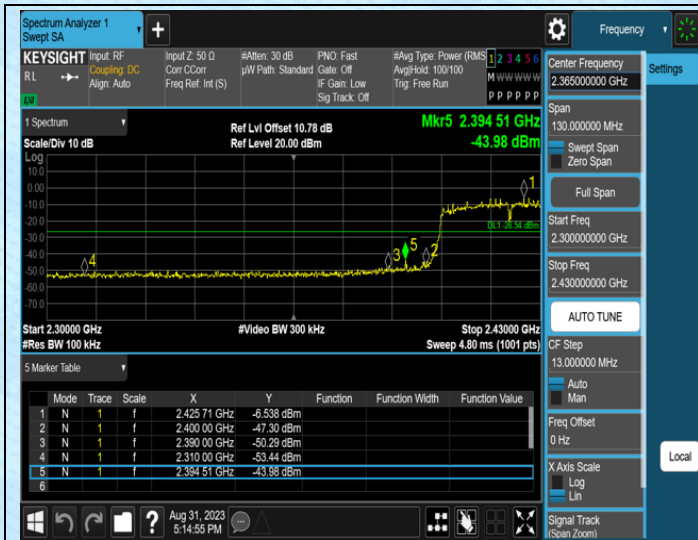 Spectrum Analyzer 1
Swept SA
+
Frequency
KEYSIGHT
RL
LXI
Input: RF
Coupling: DC
Align: Auto
Input Z: 50 Ω
Corr CCorr
Freq Ref: Int (S)
#Atten: 30 dB
µW Path: Standard
PNO: Fast
Gate: Off
IF Gain: Low
Sig Track: Off
#Avg Type: Power (RMS
Avg|Hold: 100/100
Trig: Free Run
1 2 3 4 5 6
M W W W W W
P P P P P P
1 Spectrum
Scale/Div 10 dB
Ref Lvl Offset 10.78 dB
Ref Level 20.00 dBm
Mkr5 2.394 51 GHz
-43.98 dBm
Log
10.0
0.00
-10.0
-20.0
-30.0
-40.0
-50.0
-60.0
-70.0
1
DL1 -26.54 dBm
4
3
5
2
Start 2.30000 GHz
#Res BW 100 kHz
#Video BW 300 kHz
Stop 2.43000 GHz
Sweep 4.80 ms (1001 pts)
5 Marker Table
Mode Trace Scale X Y Function Function Width Function Value
1 N 1 f 2.425 71 GHz -6.538 dBm
2 N 1 f 2.400 00 GHz -47.30 dBm
3 N 1 f 2.390 00 GHz -50.29 dBm
4 N 1 f 2.310 00 GHz -53.44 dBm
5 N 1 f 2.394 51 GHz -43.98 dBm
6
?
Aug 31, 2023
5:14:55 PM
Center Frequency
2.365000000 GHz
Span
130.000000 MHz
Swept Span
Zero Span
Full Span
Start Freq
2.300000000 GHz
Stop Freq
2.430000000 GHz
AUTO TUNE
CF Step
13.000000 MHz
Auto
Man
Freq Offset
0 Hz
X Axis Scale
Log
Lin
Signal Track
(Span Zoom)
Settings
Local